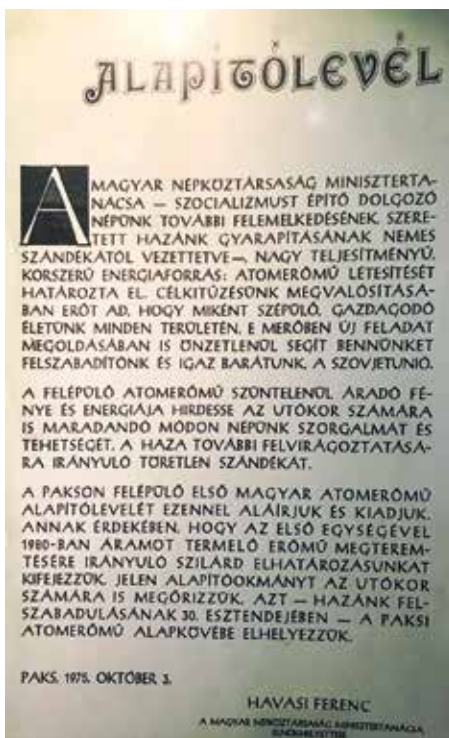 ALAPÍTÓLEVÉL
A MAGYAR NÉPKÖZTÁRSASÁG MINISZTERTA-
NÁCSA — SZOCIALIZMUST ÉPÍTŐ DOLGOZÓ
NÉPÜNK TOVÁBBI FELEMELKEDÉSÉNEK, SZERE-
TETT HAZÁNK GYARAPÍTÁSÁNAK NEMES
SZÁNDÉKÁTÓL VEZETTETVE —, NAGY TELJESÍTMÉNYŰ,
KORSZERŰ ENERGIAFORRÁS: ATOMERŐMŰ LÉTESÍTÉSÉT
HATÁROZTA EL. CÉLKITŰZÉSÜNK MEGVALÓSÍTÁSÁ-
BAN ERŐT AD, HOGY MIKÉNT SZÉPÜLŐ, GAZDAGODÓ
ÉLETÜNK MINDEN TERÜLETÉN, E MERŐBEN ÚJ FELADAT
MEGOLDÁSÁBAN IS ÖNZETLENÜL SEGÍT BENNÜNKET
FELSZABADÍTÓNK ÉS IGAZ BARÁTUNK, A SZOVJETUNIÓ.
A FELÉPÜLŐ ATOMERŐMŰ SZÜNTELENÜL ÁRADÓ FÉ-
NYE ÉS ENERGIÁJA HIRDESSE AZ UTÓKOR SZÁMÁRA
IS MARADANDÓ MÓDON NÉPÜNK SZORGALMÁT ÉS
TEHETSÉGÉT, A HAZA TOVÁBBI FELVIRÁGOZTATÁSÁ-
RA IRÁNYULÓ TÖRETLEN SZÁNDÉKÁT.
A PAKSON FELÉPÜLŐ ELSŐ MAGYAR ATOMERŐMŰ
ALAPÍTÓLEVELÉT EZENNEL ALÁÍRJUK ÉS KIADJUK,
ANNAK ÉRDEKÉBEN, HOGY AZ ELSŐ EGYSÉGÉVEL
1980-BAN ÁRAMOT TERMELŐ ERŐMŰ MEGTEREM-
TÉSÉRE IRÁNYULÓ SZILÁRD ELHATÁROZÁSUNKAT
KIFEJEZZÜK. JELEN ALAPÍTÓOKMÁNYT AZ UTÓKOR
SZÁMÁRA IS MEGŐRIZZÜK, AZT — HAZÁNK FEL-
SZABADULÁSÁNAK 30. ESZTENDEJÉBEN — A PAKSI
ATOMERŐMŰ ALAPKÖVÉBE ELHELYEZZÜK.
PAKS, 1975. OKTÓBER 3.
HAVASI FERENC
A MAGYAR NÉPKÖZTÁRSASÁG MINISZTERTANÁCSA
ELNÖKHELYETTESE